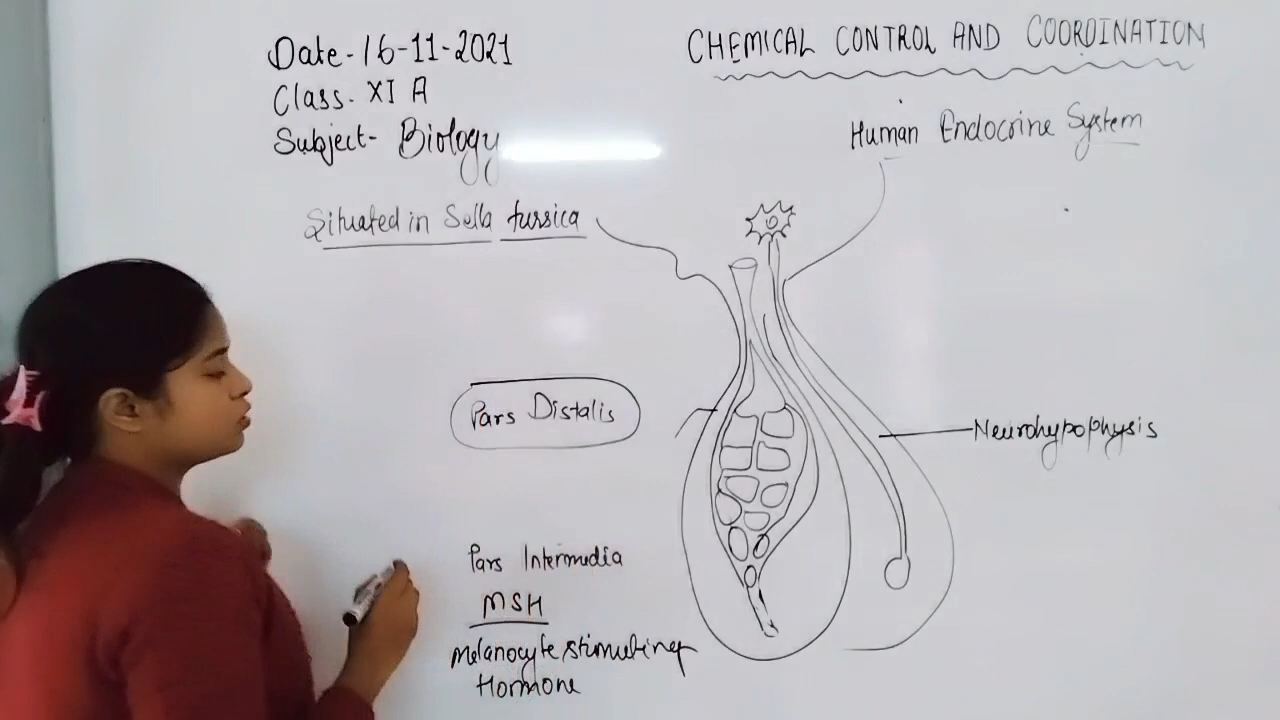 Date-16-11-2021
Class- XI A
Subject- Biology
CHEMICAL CONTROL AND COORDINATION
Human Endocrine System
Situated in Sella tursica
Pars Distalis
Neurohypophysis
Pars Intermedia
MSH
Melanocyte stimuting
Hormone